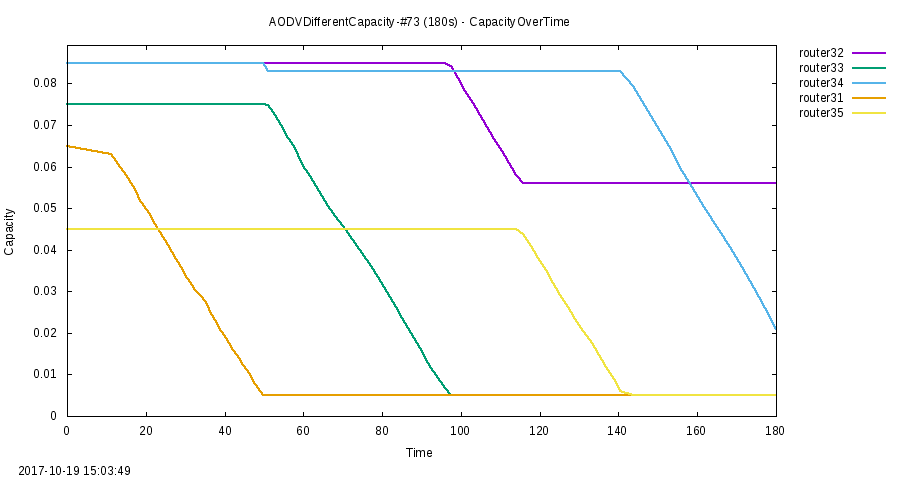 AODVDifferentCapacity-#73 (180s) - CapacityOverTime
router32
router33
router34
router31
router35
0.08
0.07
0.06
0.05
0.04
0.03
0.02
0.01
0
Capacity
0 20 40 60 80 100 120 140 160 180
Time
2017-10-19 15:03:49